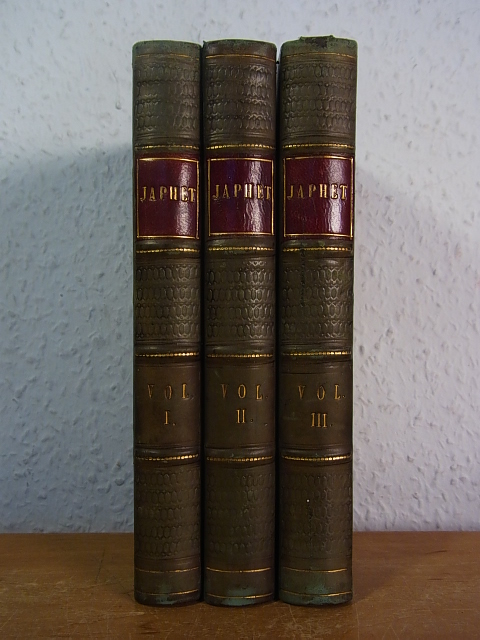 JAPHET
VOL.
I.
JAPHET
VOL
II.
JAPHET
VOL.
III.